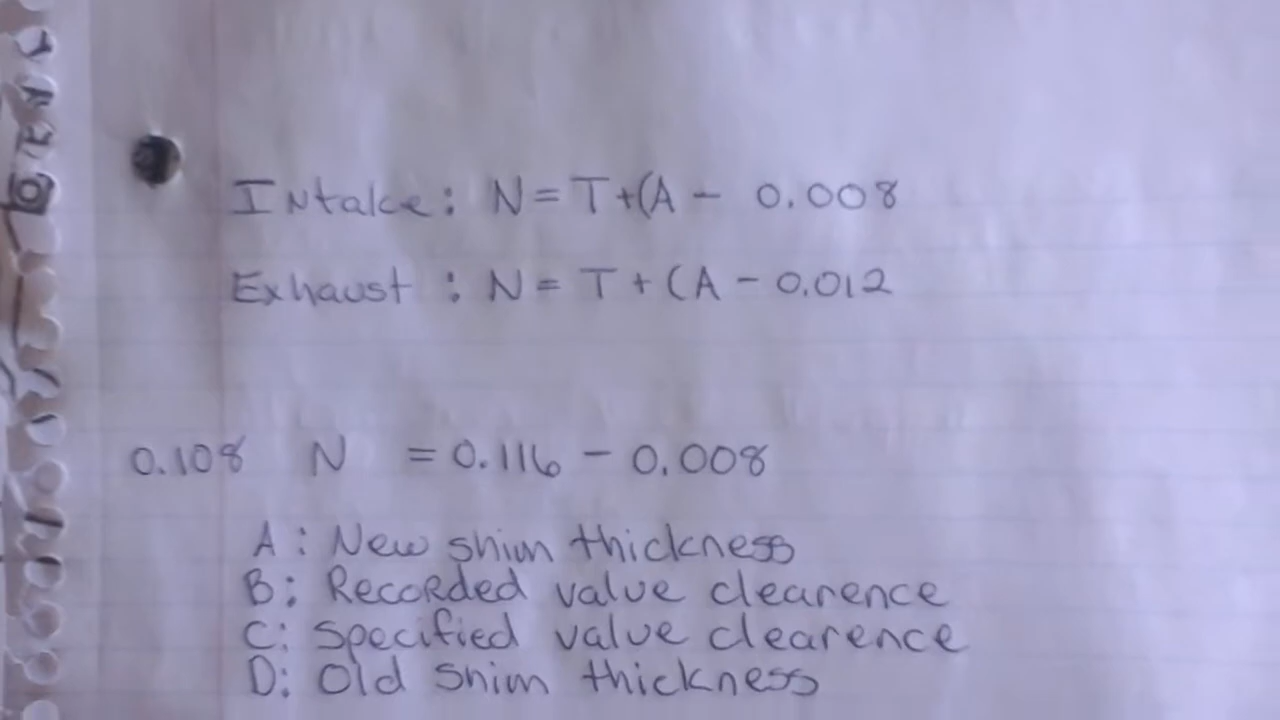 Intake: N = T + (A - 0.008
Exhaust : N = T + (A - 0.012
0.108 N = 0.116 - 0.008
A: New shim thickness
B: Recorded value clearence
C: Specified value clearence
D: Old shim thickness